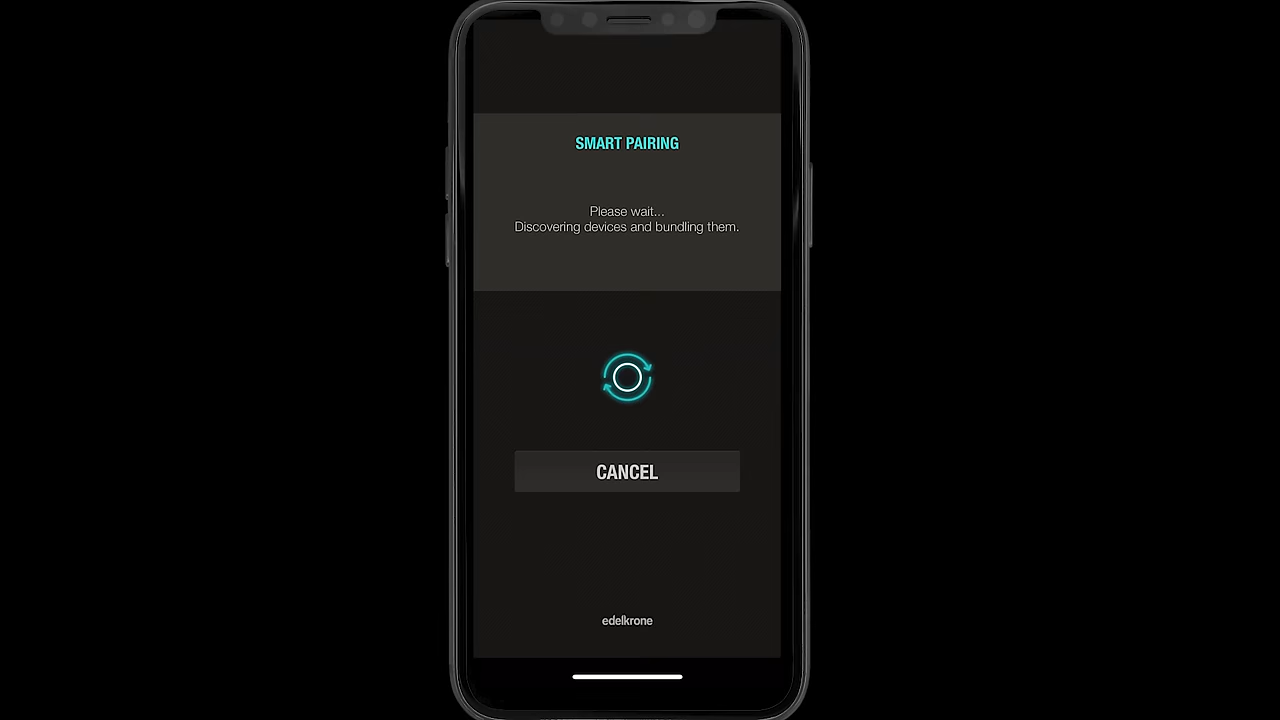 SMART PAIRING
Please wait...
Discovering devices and bundling them.
CANCEL
edelkrone